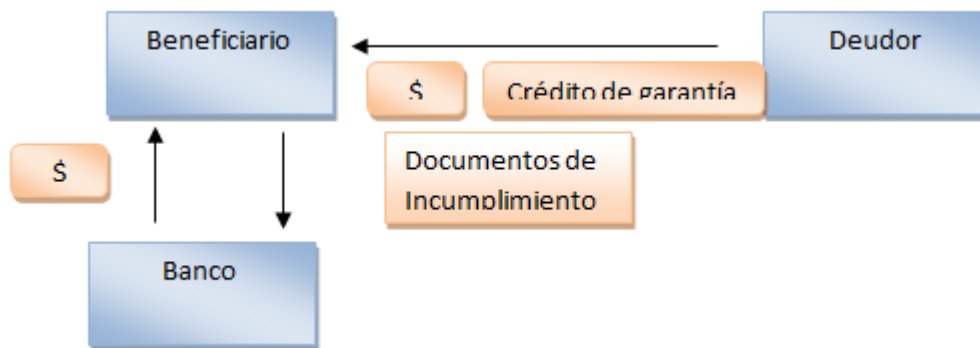 Beneficiario
Deudor
$
Crédito de garantía
Documentos de
Incumplimiento
$
Banco